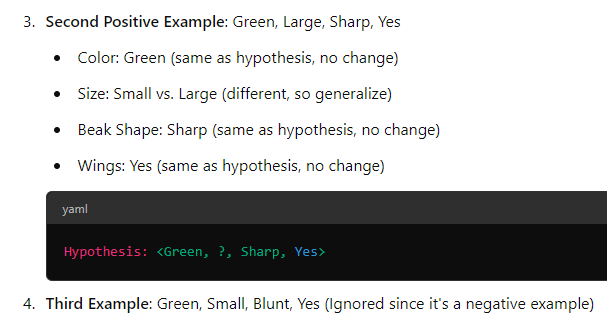 3. Second Positive Example: Green, Large, Sharp, Yes
• Color: Green (same as hypothesis, no change)
• Size: Small vs. Large (different, so generalize)
• Beak Shape: Sharp (same as hypothesis, no change)
• Wings: Yes (same as hypothesis, no change)
yaml
Hypothesis: <Green, ?, Sharp, Yes>
4. Third Example: Green, Small, Blunt, Yes (Ignored since it's a negative example)